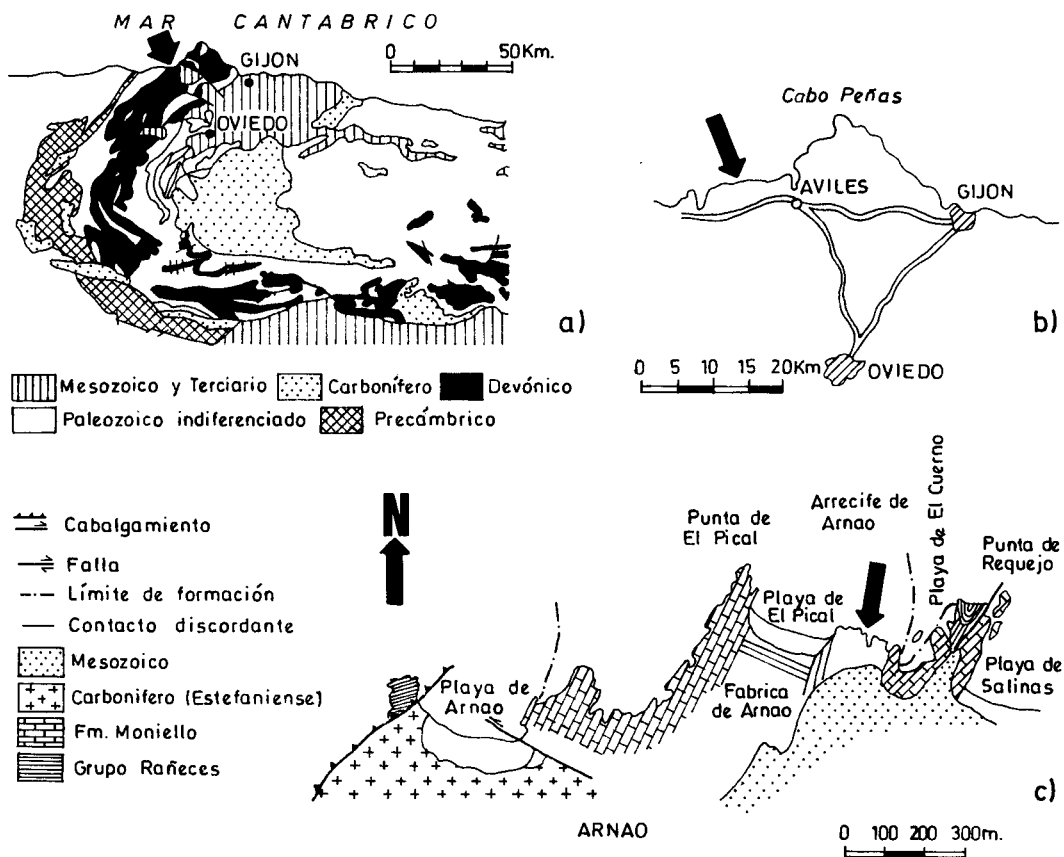 MAR CANTABRICO
0 50 Km.
GIJON
OVIEDO
a)
Mesozoico y Terciario Carbonífero Devónico
Paleozoico indiferenciado Precámbrico
Cabo Peñas
AVILES
GIJON
b)
0 5 10 15 20Km
OVIEDO
Cabalgamiento
Falla
Límite de formación
Contacto discordante
Mesozoico
Carbonifero (Estefaniense)
Fm. Moniello
Grupo Rañeces
N
Punta de
El Pical
Arrecife de
Arnao
Playa de El Cuerno
Punta de
Requejo
Playa de
El Pical
Playa de
Arnao
Fabrica
de Arnao
Playa de
Salinas
c)
ARNAO
0 100 200 300m.